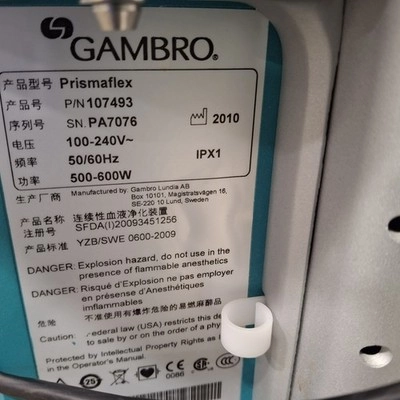 GAMBRO®
产品型号 Prismaflex
产品号 P/N 107493
序列号 SN. PA7076 2010
电压 100-240V~
频率 50/60Hz IPX1
功率 500-600W
生产厂商 Manufactured by: Gambro Lundia AB
Box 10101, Magistratsvägen 16,
SE-220 10 Lund, Sweden
产品名称 连续性血液净化装置
注册号 SFDA(I)20093451256
注册标准 YZB/SWE 0600-2009
DANGER: Explosion hazard, do not use in the
presence of flammable anesthetics
DANGER: Risqué d'Explosion ne pas employer
en présense d'Anesthétiques
imflammables
危险 不准使用有爆炸危险的易燃麻醉品
Caution: Federal law (USA) restricts this
to sale by or on the order of a phy
Protected by Intellectual Property Rights as
in the Operator's Manual.
25 0086